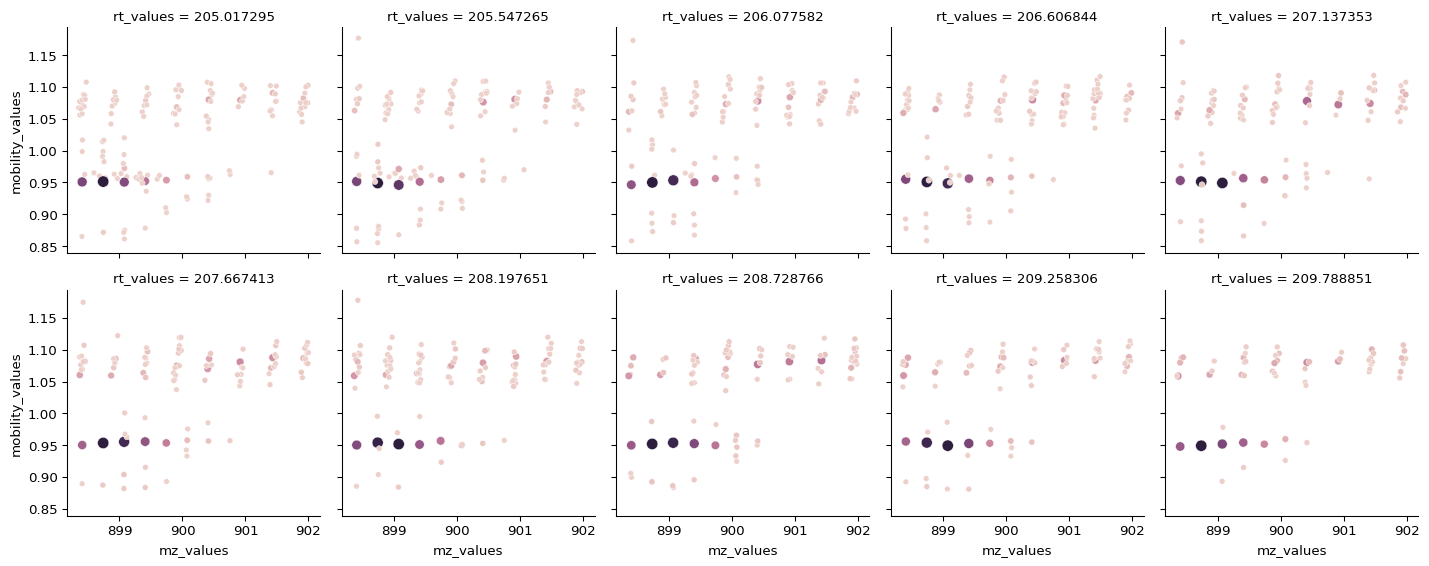 rt_values = 205.017295
rt_values = 205.547265
rt_values = 206.077582
rt_values = 206.606844
rt_values = 207.137353
mobility_values
1.15
1.10
1.05
1.00
0.95
0.90
0.85
rt_values = 207.667413
rt_values = 208.197651
rt_values = 208.728766
rt_values = 209.258306
rt_values = 209.788851
mobility_values
1.15
1.10
1.05
1.00
0.95
0.90
0.85
899 900 901 902
899 900 901 902
899 900 901 902
899 900 901 902
899 900 901 902
mz_values
mz_values
mz_values
mz_values
mz_values